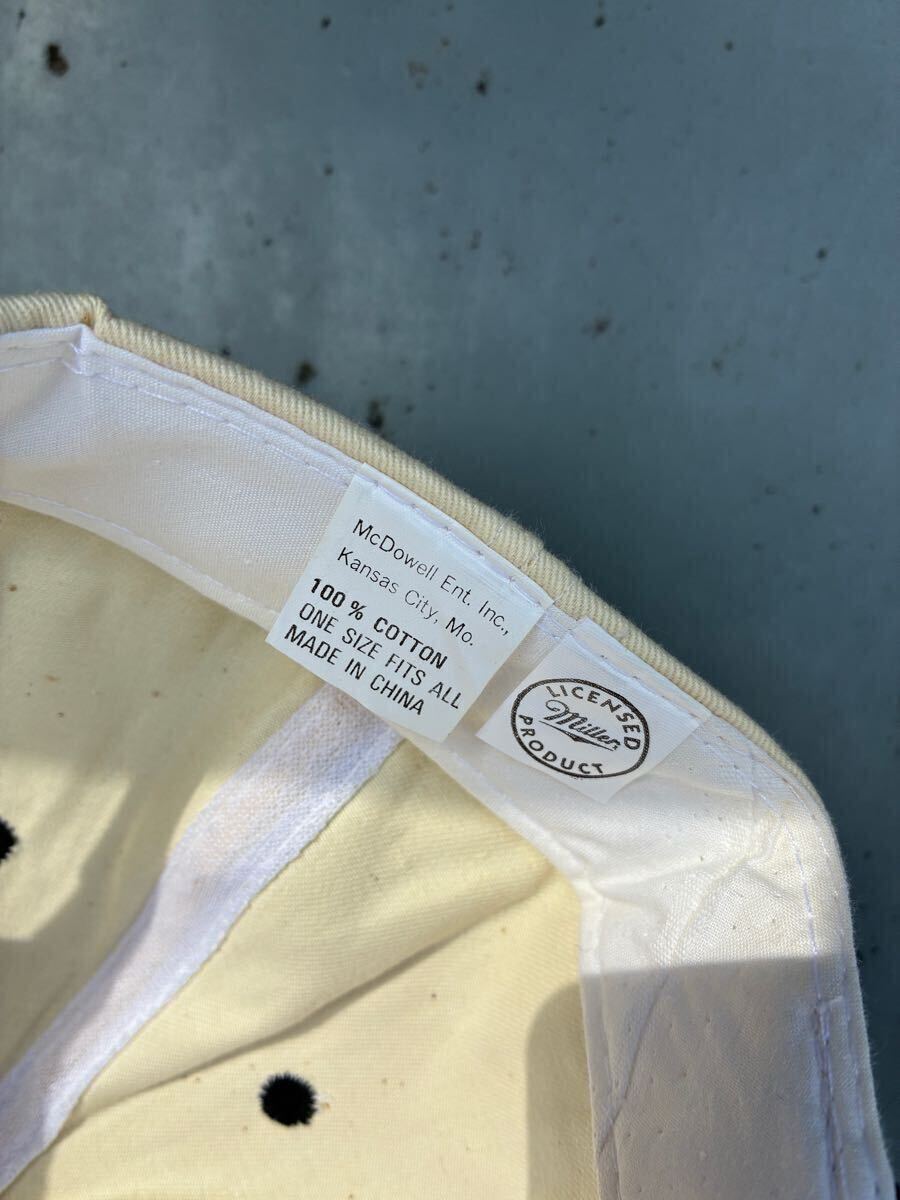 McDowell Ent. Inc.,
Kansas City, Mo.
100% COTTON
ONE SIZE FITS ALL
MADE IN CHINA
LICENSED
Miller
PRODUCT